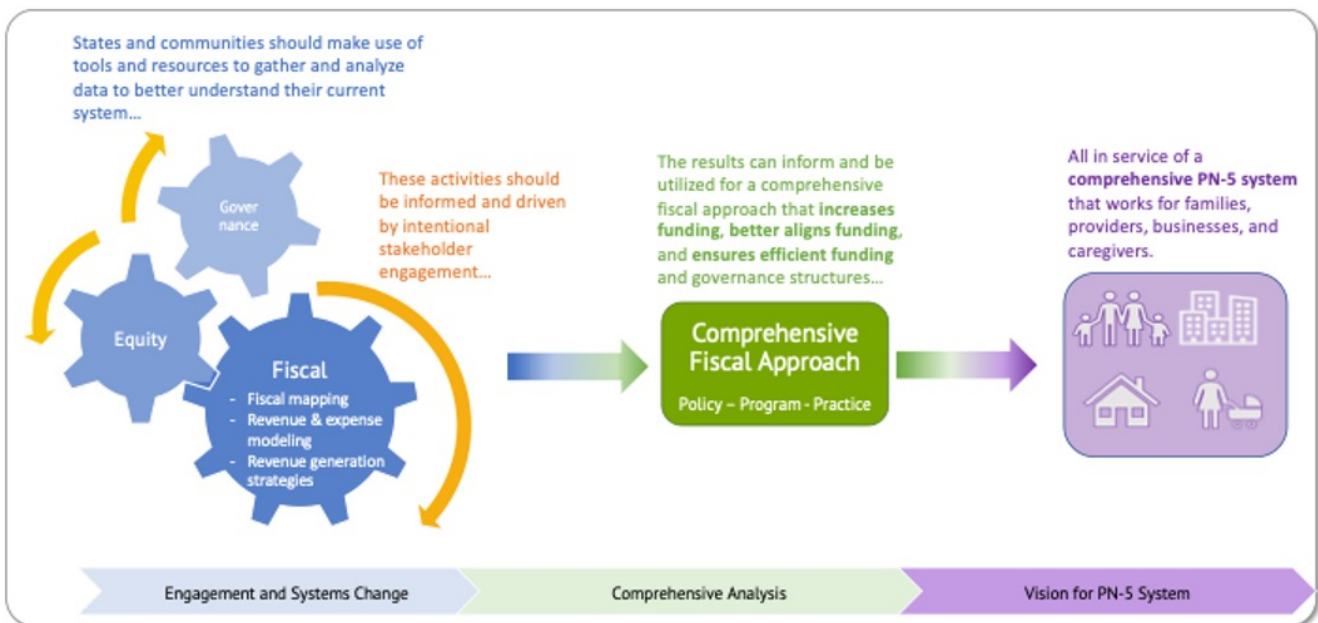 States and communities should make use of
tools and resources to gather and analyze
data to better understand their current
system…
Gover
nance
Equity
Fiscal
- Fiscal mapping
- Revenue & expense
modeling
- Revenue generation
strategies
These activities should
be informed and driven
by intentional
stakeholder
engagement…
The results can inform and be
utilized for a comprehensive
fiscal approach that increases
funding, better aligns funding,
and ensures efficient funding
and governance structures…
Comprehensive
Fiscal Approach
Policy – Program - Practice
All in service of a
comprehensive PN-5 system
that works for families,
providers, businesses, and
caregivers.
Engagement and Systems Change
Comprehensive Analysis
Vision for PN-5 System